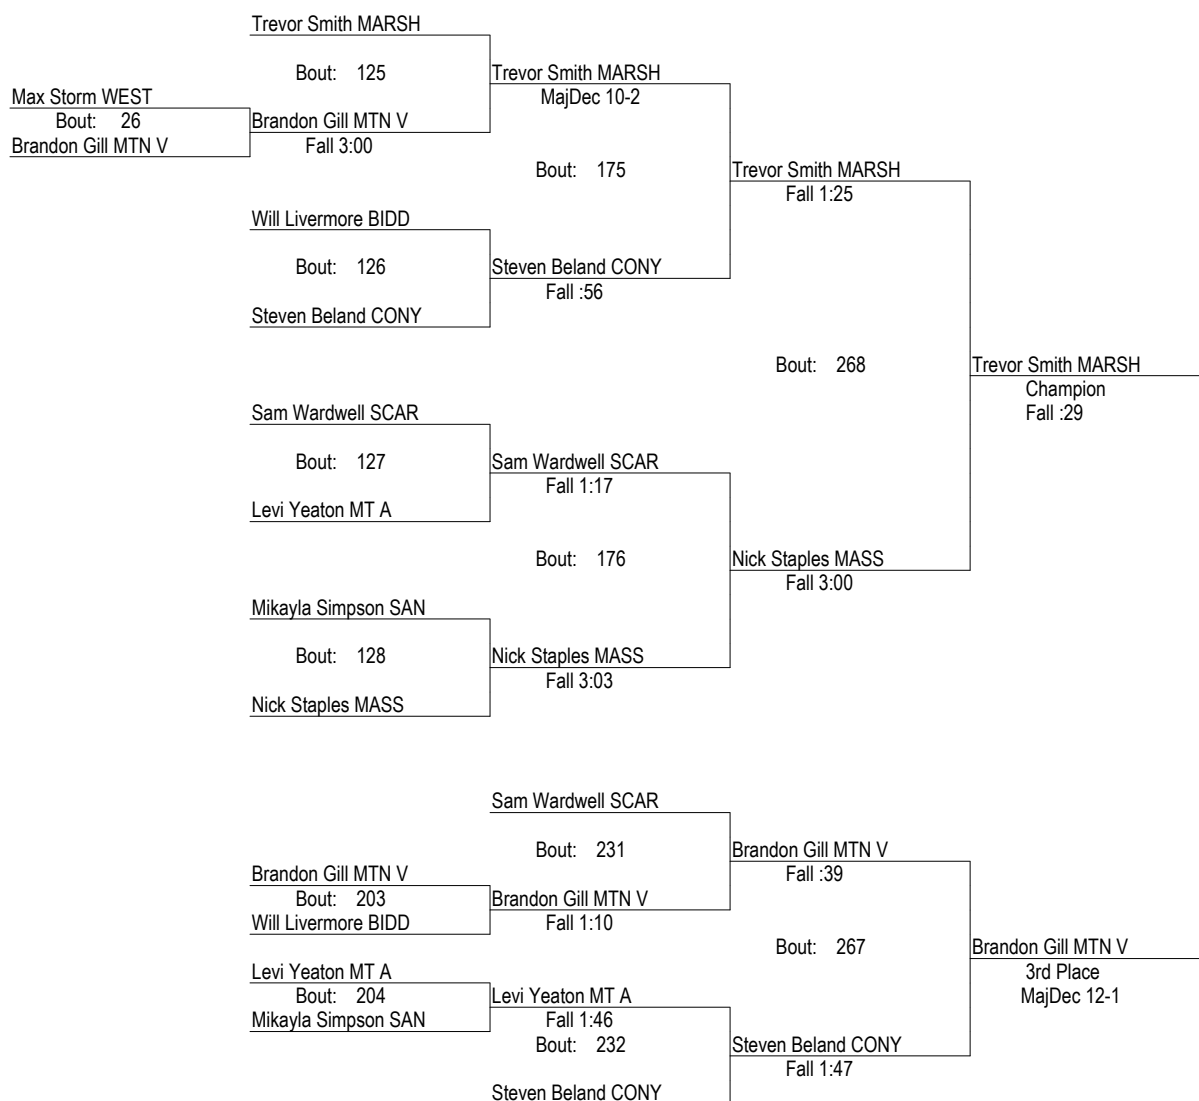 Trevor Smith MARSH
Bout: 125
Trevor Smith MARSH
MajDec 10-2
Max Storm WEST
Bout: 26
Brandon Gill MTN V
Brandon Gill MTN V
Fall 3:00
Bout: 175
Trevor Smith MARSH
Fall 1:25
Will Livermore BIDD
Bout: 126
Steven Beland CONY
Fall :56
Steven Beland CONY
Bout: 268
Trevor Smith MARSH
Champion
Fall :29
Sam Wardwell SCAR
Bout: 127
Sam Wardwell SCAR
Fall 1:17
Levi Yeaton MT A
Bout: 176
Nick Staples MASS
Fall 3:00
Mikayla Simpson SAN
Bout: 128
Nick Staples MASS
Fall 3:03
Nick Staples MASS
Sam Wardwell SCAR
Bout: 231
Brandon Gill MTN V
Fall :39
Brandon Gill MTN V
Bout: 203
Will Livermore BIDD
Brandon Gill MTN V
Fall 1:10
Bout: 267
Brandon Gill MTN V
3rd Place
MajDec 12-1
Levi Yeaton MT A
Bout: 204
Mikayla Simpson SAN
Levi Yeaton MT A
Fall 1:46
Bout: 232
Steven Beland CONY
Fall 1:47
Steven Beland CONY